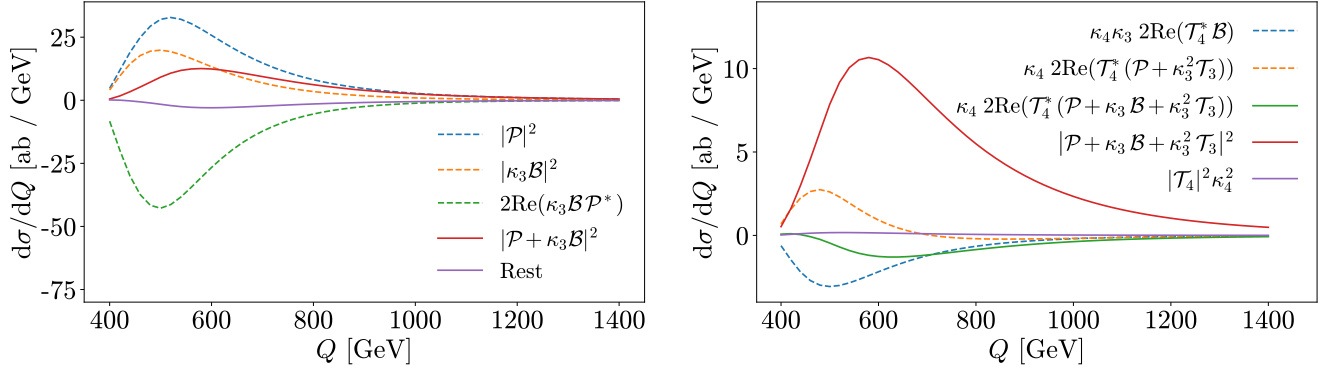 dσ/dQ [ab / GeV]
25
0
-25
-50
-75
|𝒫|²
|κ₃ℬ|²
2Re(κ₃ℬ𝒫*)
|𝒫 + κ₃ℬ|²
Rest
400 600 800 1000 1200 1400
Q [GeV]
dσ/dQ [ab / GeV]
10
5
0
κ₄κ₃ 2Re(𝒯₄* ℬ)
κ₄ 2Re(𝒯₄* (𝒫 + κ₃² 𝒯₃))
κ₄ 2Re(𝒯₄* (𝒫 + κ₃ ℬ + κ₃² 𝒯₃))
|𝒫 + κ₃ ℬ + κ₃² 𝒯₃|²
|𝒯₄|² κ₄²
400 600 800 1000 1200 1400
Q [GeV]